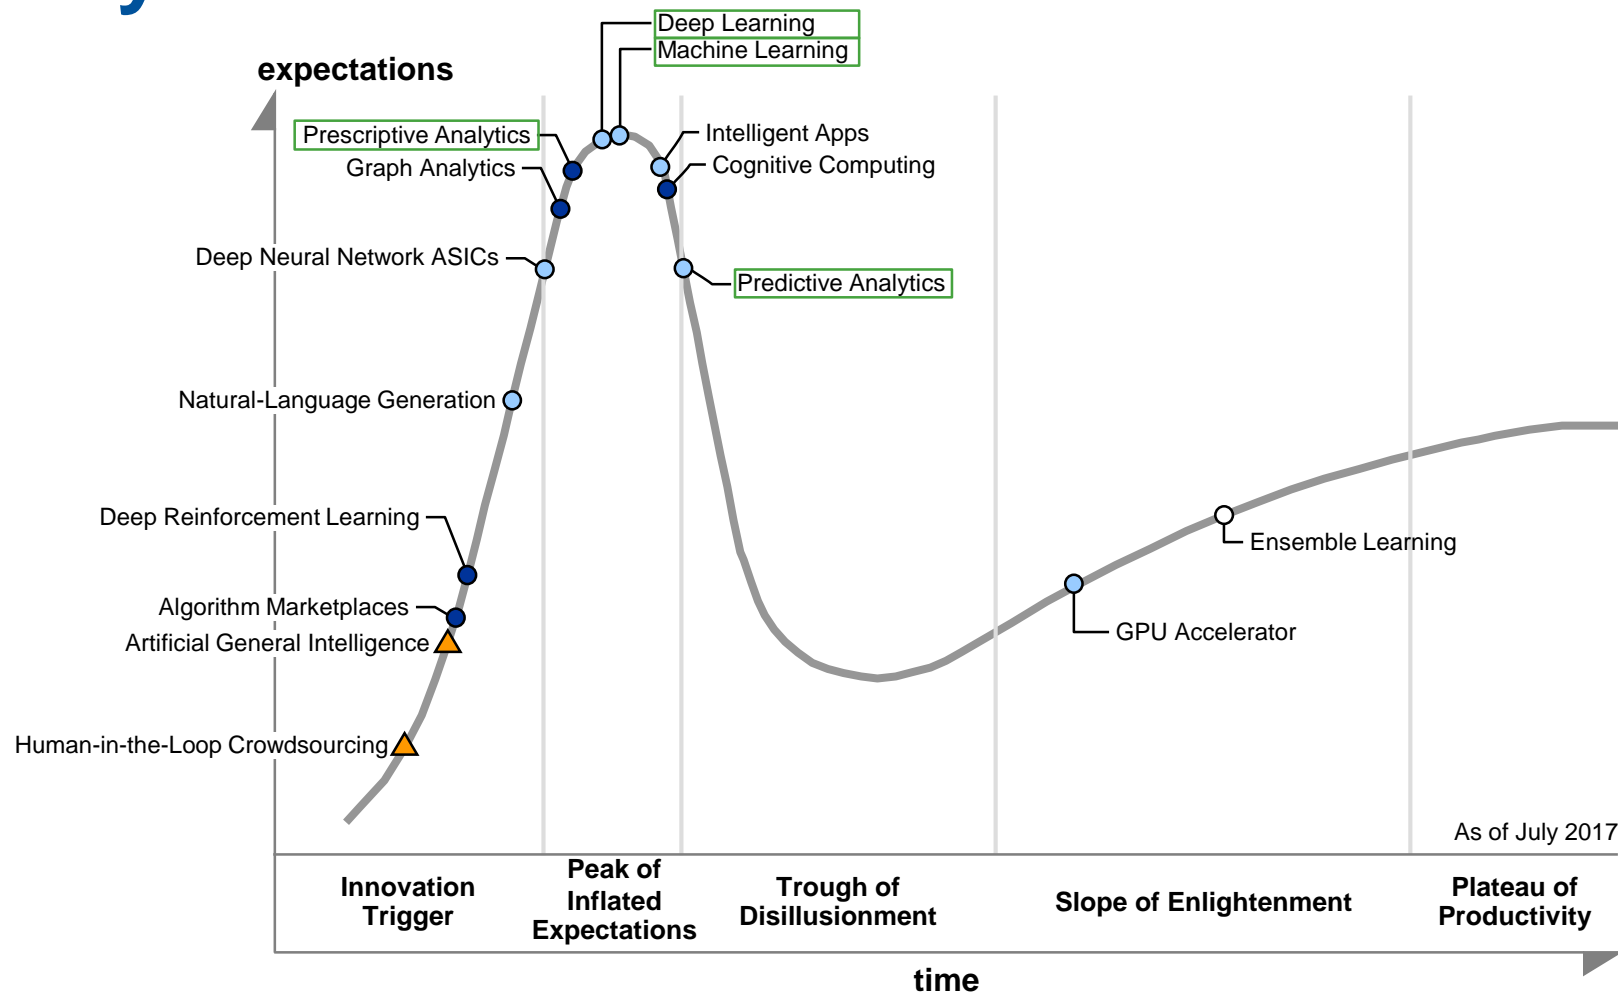 Deep Learning
Machine Learning
expectations
Prescriptive Analytics
Intelligent Apps
Graph Analytics
Cognitive Computing
Deep Neural Network ASICs
Predictive Analytics
Natural-Language Generation
Deep Reinforcement Learning
Ensemble Learning
Algorithm Marketplaces
GPU Accelerator
Artificial General Intelligence
Human-in-the-Loop Crowdsourcing
As of July 2017
Innovation
Trigger
Peak of
Inflated
Expectations
Trough of
Disillusionment
Slope of Enlightenment
Plateau of
Productivity
time